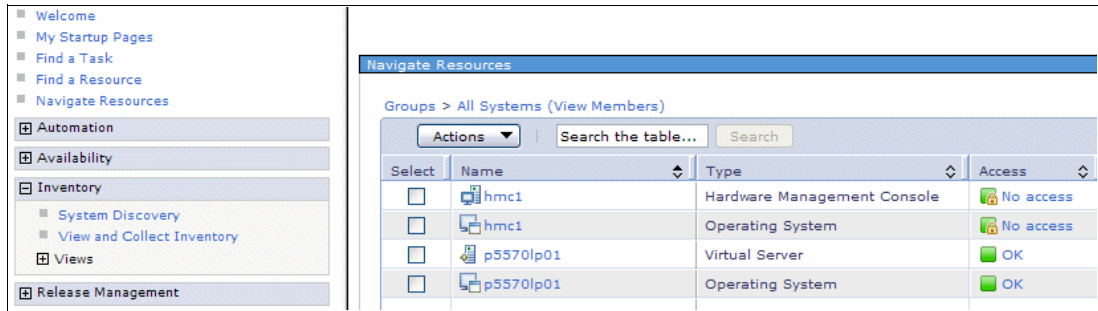 Welcome
My Startup Pages
Find a Task
Find a Resource
Navigate Resources
Automation
Availability
Inventory
System Discovery
View and Collect Inventory
Views
Release Management
Navigate Resources
Groups > All Systems (View Members)
Actions Search the table... Search
Select Name Type Access
hmc1 Hardware Management Console No access
hmc1 Operating System No access
p5570lp01 Virtual Server OK
p5570lp01 Operating System OK